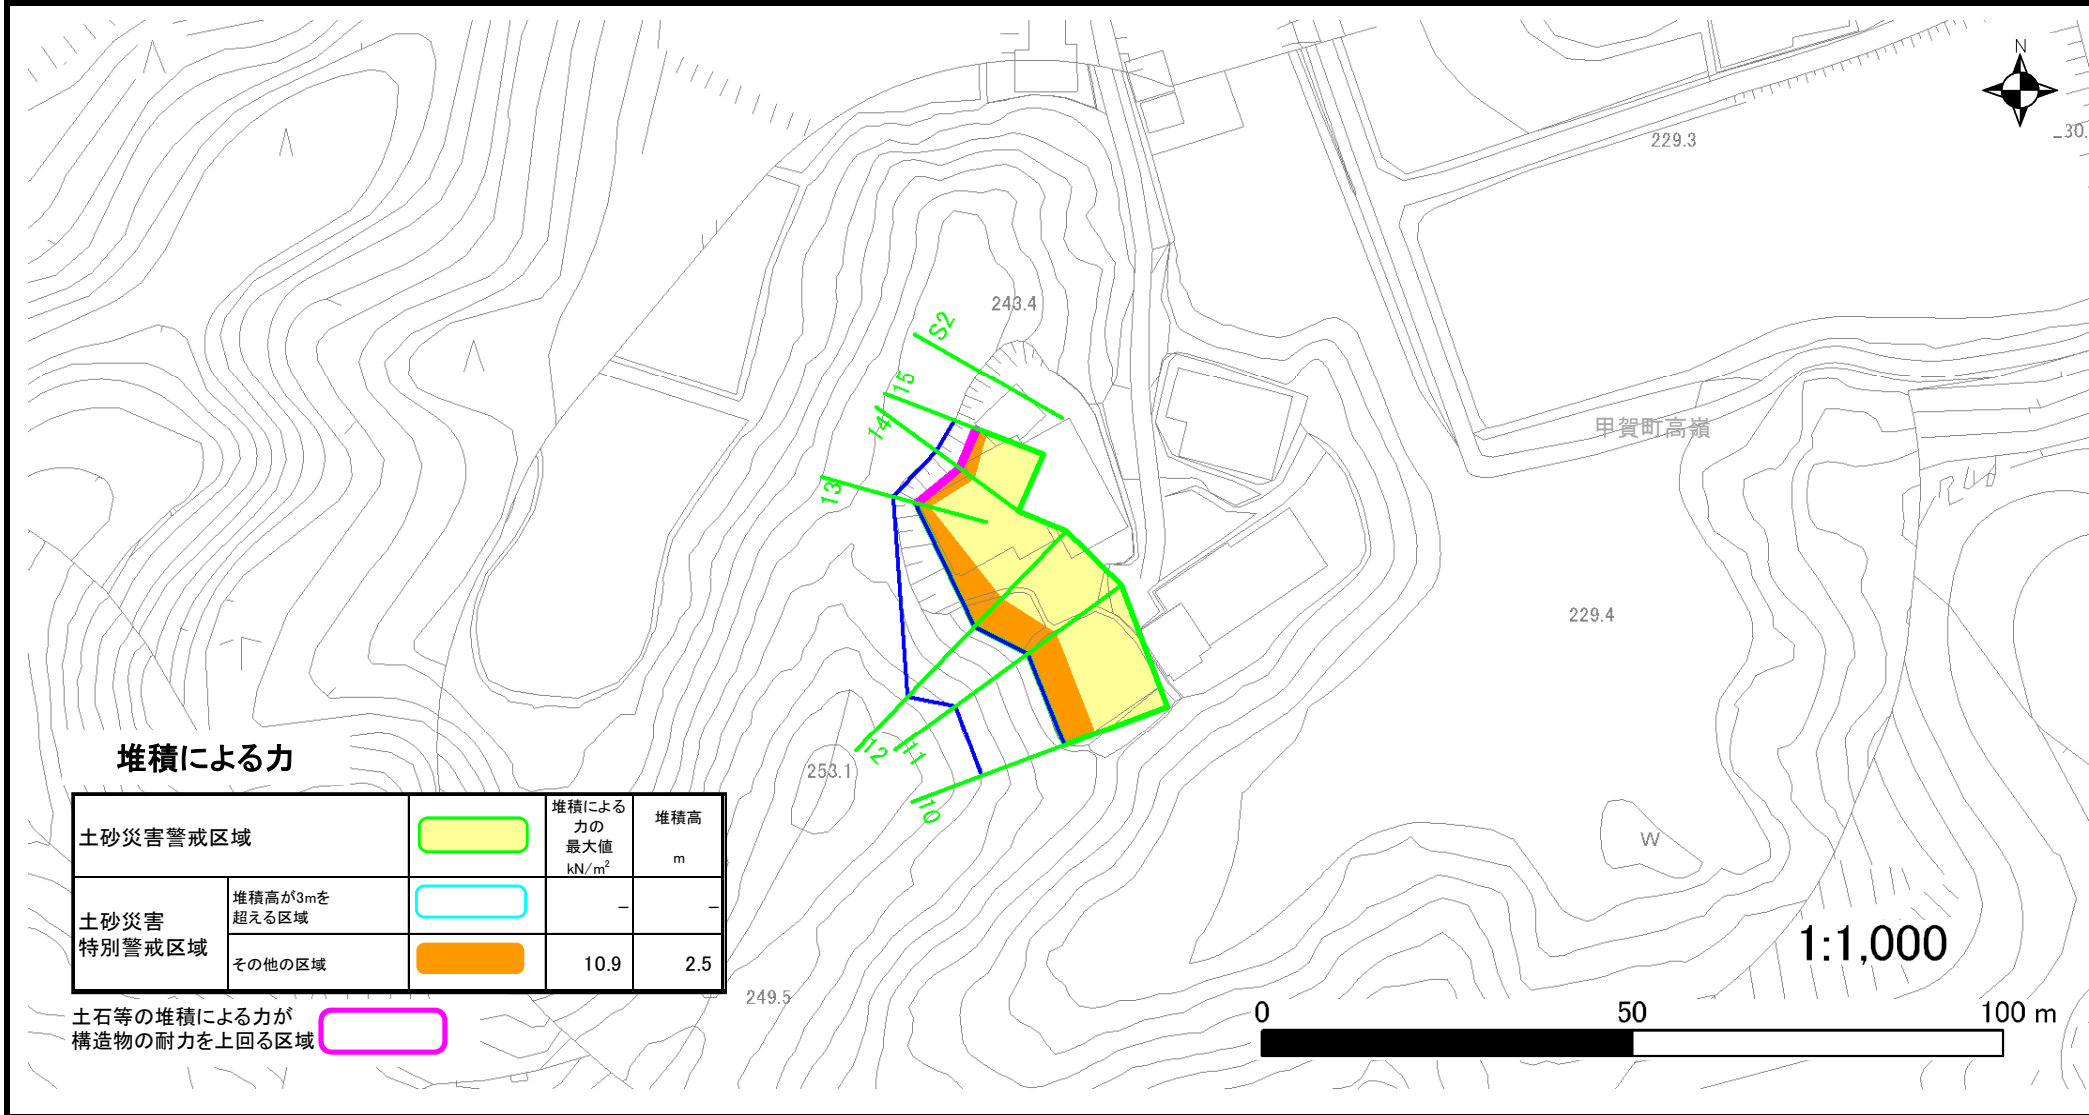 N
229.3
243.4
S2
15
14
13
甲賀町高嶺
229.4
12
11
10
253.1
249.5
W
堆積による力
土砂災害警戒区域
堆積による
力の
最大値
kN/m²
堆積高
m
土砂災害
特別警戒区域
堆積高が3mを
超える区域
–
–
その他の区域
10.9
2.5
土石等の堆積による力が
構造物の耐力を上回る区域
1:1,000
0
50
100 m